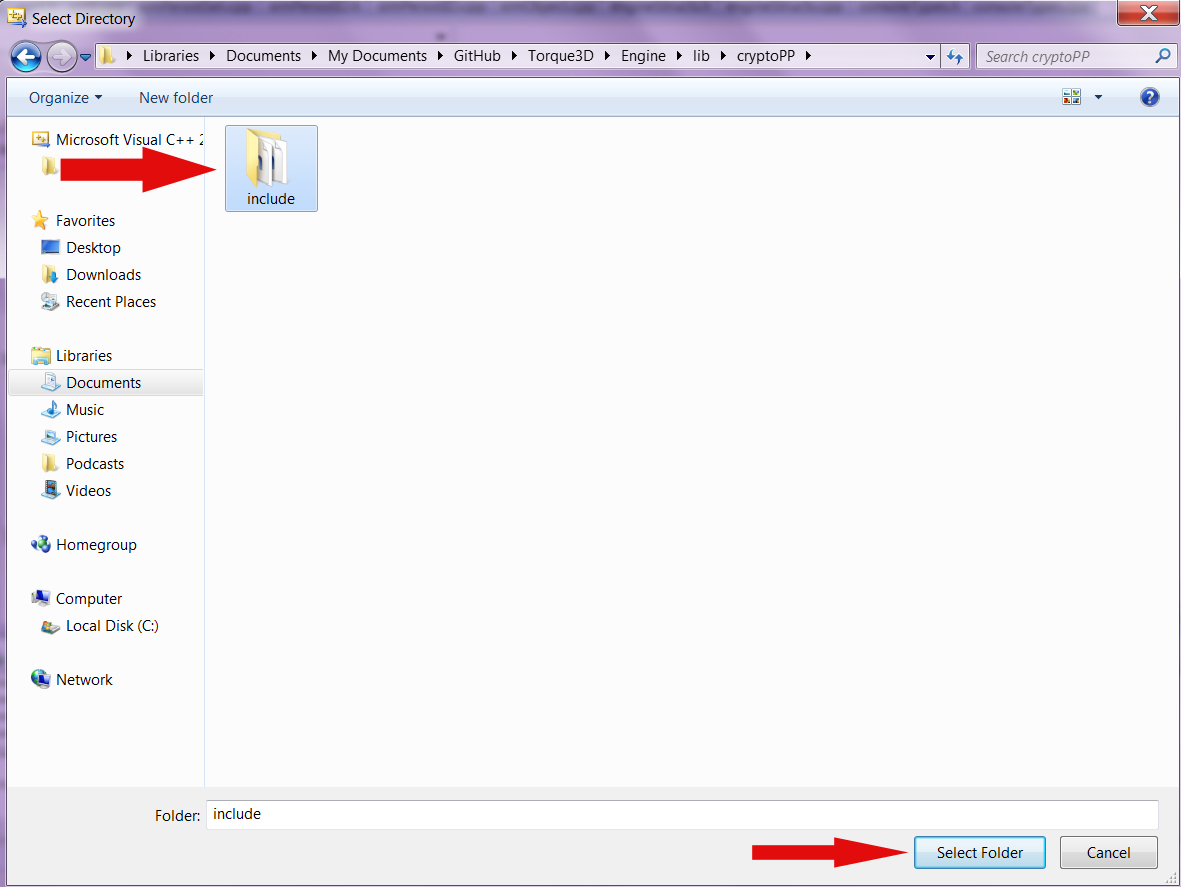 Select Directory
Libraries Documents My Documents GitHub Torque3D Engine lib cryptoPP
Search cryptoPP
Organize New folder
Microsoft Visual C++ 2
include
Favorites
Desktop
Downloads
Recent Places
Libraries
Documents
Music
Pictures
Podcasts
Videos
Homegroup
Computer
Local Disk (C:)
Network
Folder: include
Select Folder Cancel